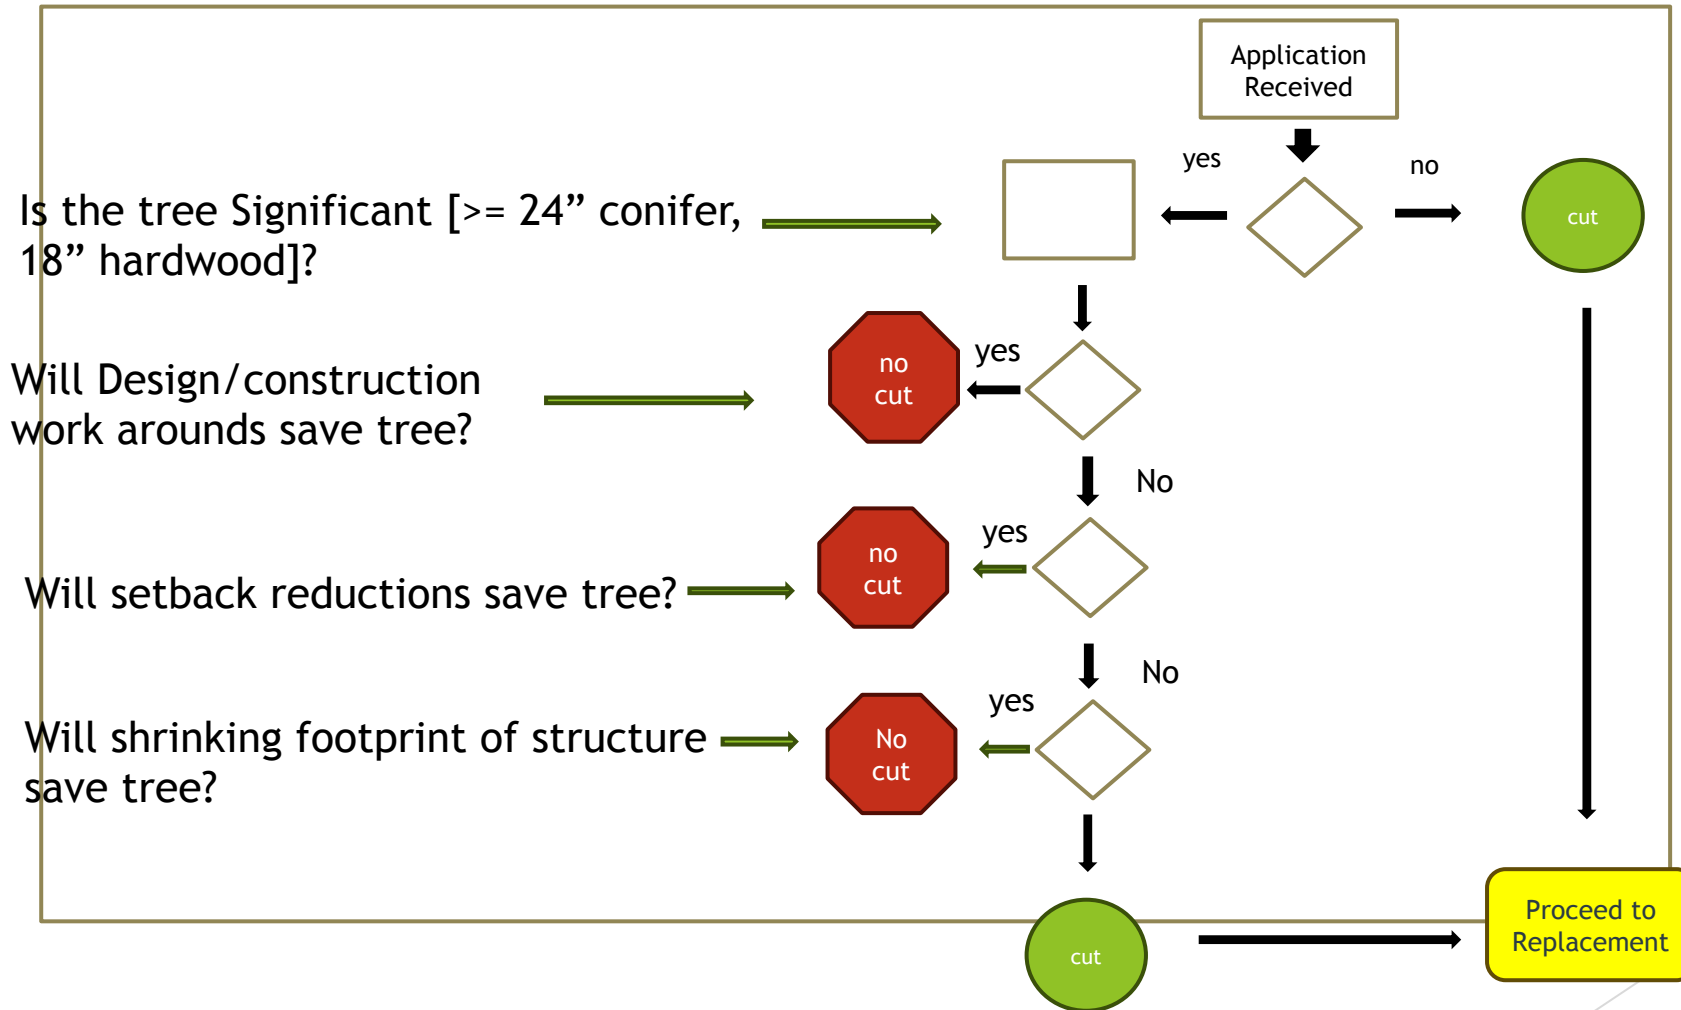 Application
Received
yes
no
Is the tree Significant [>= 24” conifer,
18” hardwood]?
cut
Will Design/construction
work arounds save tree?
no
cut
yes
No
Will setback reductions save tree?
no
cut
yes
No
Will shrinking footprint of structure
save tree?
No
cut
yes
cut
Proceed to
Replacement